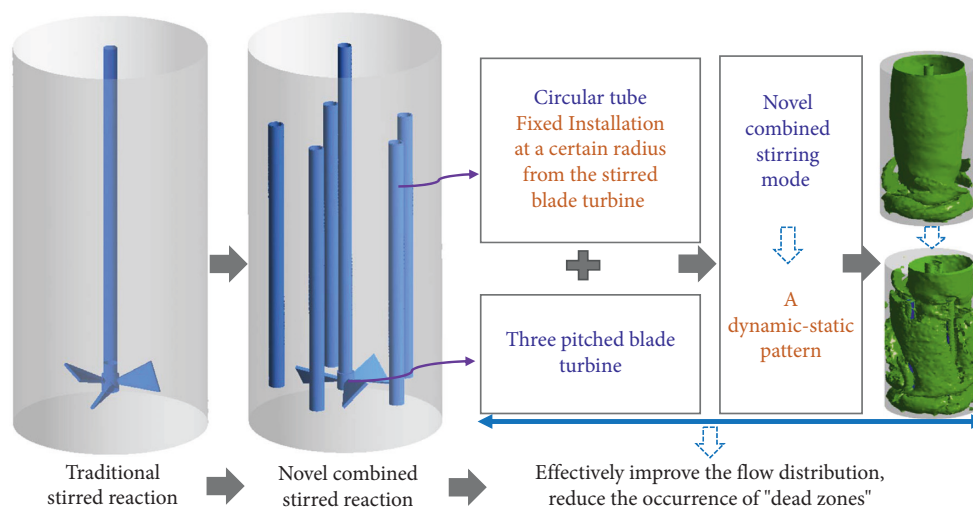 Circular tube
Fixed Installation
at a certain radius
from the stirred
blade turbine
Three pitched blade
turbine
Novel
combined
stirring
mode
A
dynamic-static
pattern
Traditional
stirred reaction
Novel combined
stirred reaction
Effectively improve the flow distribution,
reduce the occurrence of "dead zones"